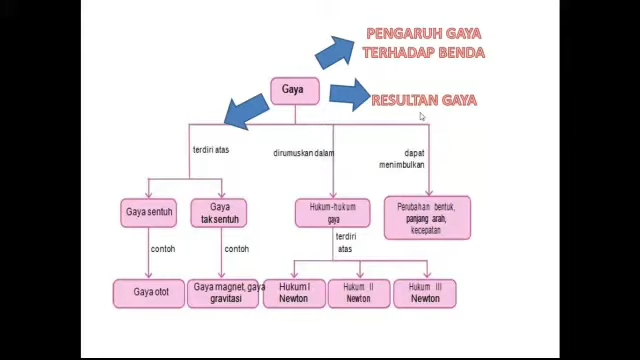 PENGARUH GAYA
TERHADAP BENDA
Gaya
RESULTAN GAYA
terdiri atas
dirumuskan dalam
dapat
menimbulkan
Gaya sentuh
Gaya
tak sentuh
Hukum-hukum
gaya
Perubahan bentuk,
panjang arah,
kecepatan
contoh
contoh
terdiri
atas
Gaya otot
Gaya magnet, gaya
gravitasi
Hukum I
Newton
Hukum II
Newton
Hukum III
Newton